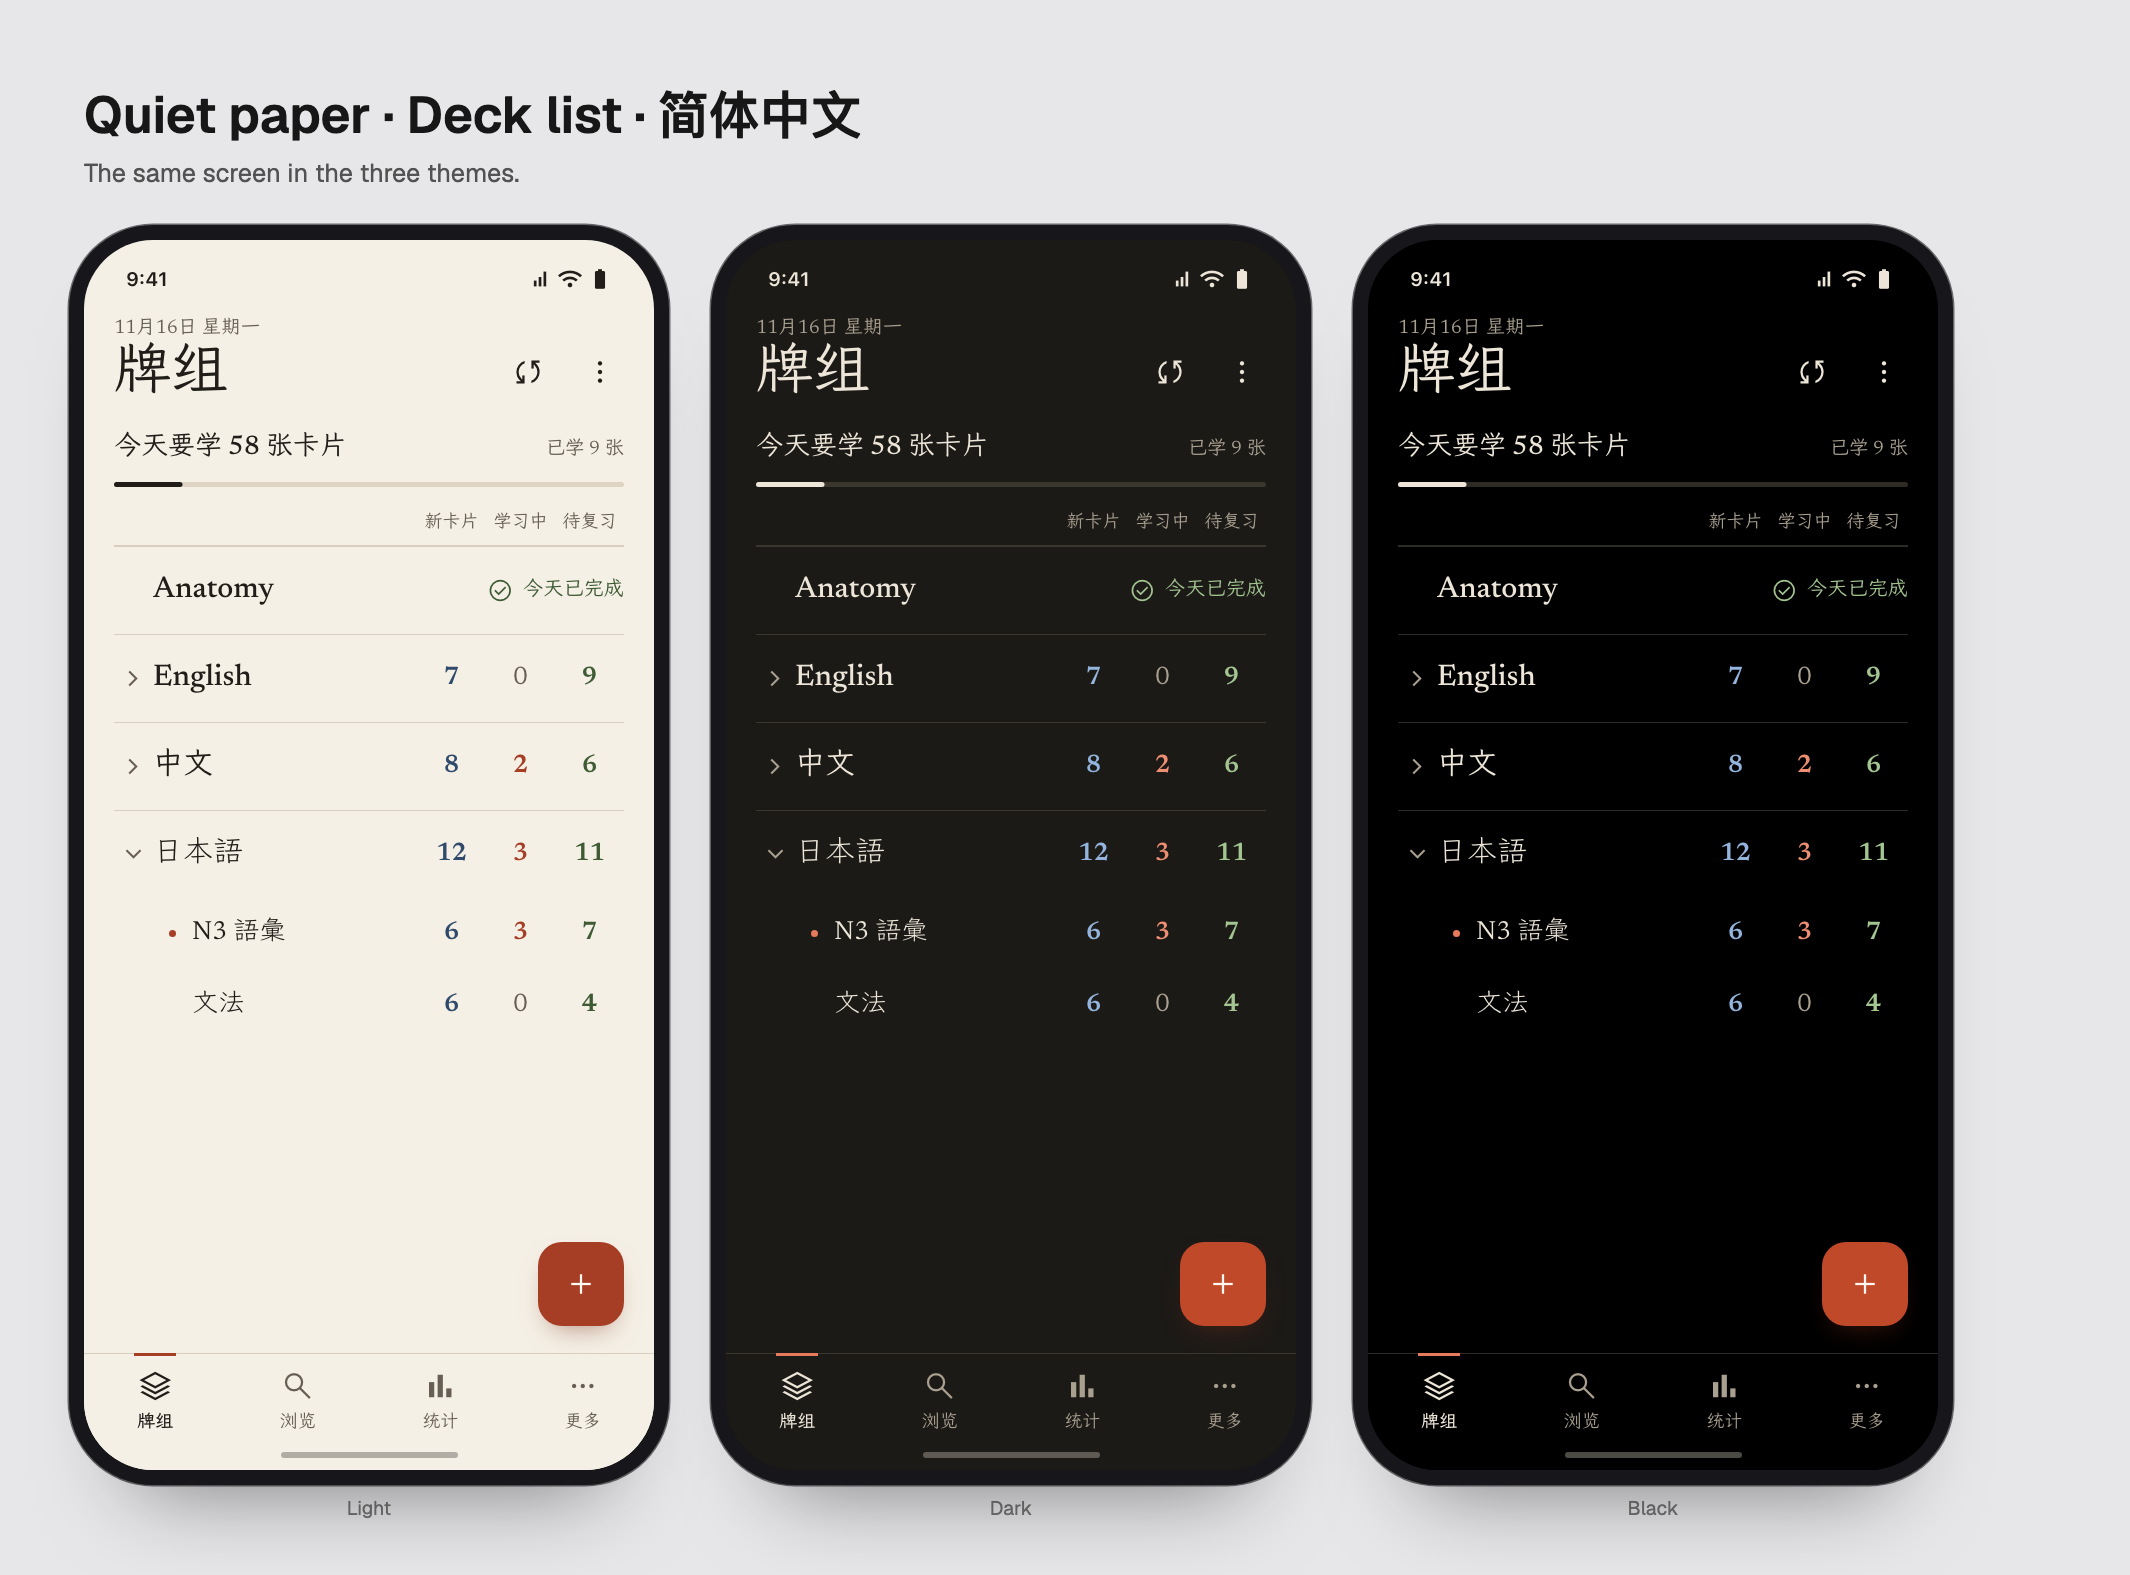 Quiet paper · Deck list · 简体中文
The same screen in the three themes.
9:41
11月16日 星期一
牌组
今天要学 58 张卡片 已学 9 张
新卡片 学习中 待复习
Anatomy 今天已完成
English 7 0 9
中文 8 2 6
日本語 12 3 11
N3 語彙 6 3 7
文法 6 0 4
牌组 浏览 统计 更多
Light
9:41
11月16日 星期一
牌组
今天要学 58 张卡片 已学 9 张
新卡片 学习中 待复习
Anatomy 今天已完成
English 7 0 9
中文 8 2 6
日本語 12 3 11
N3 語彙 6 3 7
文法 6 0 4
牌组 浏览 统计 更多
Dark
9:41
11月16日 星期一
牌组
今天要学 58 张卡片 已学 9 张
新卡片 学习中 待复习
Anatomy 今天已完成
English 7 0 9
中文 8 2 6
日本語 12 3 11
N3 語彙 6 3 7
文法 6 0 4
牌组 浏览 统计 更多
Black